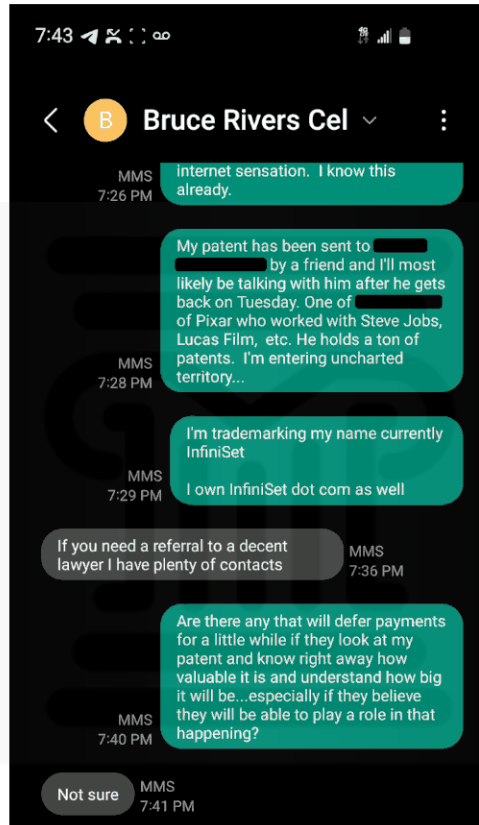 7:43
B Bruce Rivers Cel
internet sensation. I know this
already.
MMS
7:26 PM
My patent has been sent to
by a friend and I'll most
likely be talking with him after he gets
back on Tuesday. One of
of Pixar who worked with Steve Jobs,
Lucas Film, etc. He holds a ton of
patents. I'm entering uncharted
territory...
MMS
7:28 PM
I'm trademarking my name currently
InfiniSet
I own InfiniSet dot com as well
MMS
7:29 PM
If you need a referral to a decent
lawyer I have plenty of contacts
MMS
7:36 PM
Are there any that will defer payments
for a little while if they look at my
patent and know right away how
valuable it is and understand how big
it will be...especially if they believe
they will be able to play a role in that
happening?
MMS
7:40 PM
Not sure
MMS
7:41 PM